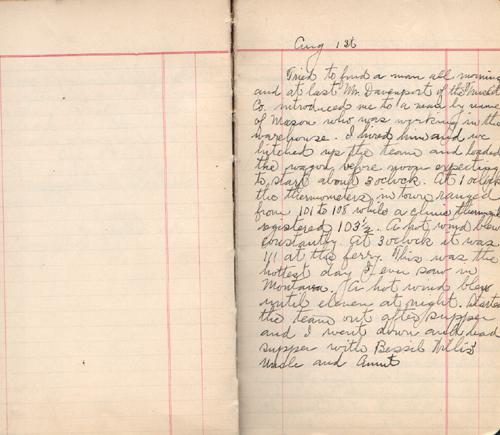 Aug 1st
Tried to find a man all morning
and at last Mr. Davenport of the
Co. introduced me to a man by name
of Mason who was working in the
warehouse. I hired him and we
hitched up the team and loaded
the wagon before noon expecting
to start about 3 oclock. At 1 oclock
the thermometers in town ranged
from 101 to 108 while a
registered 103½. A hot wind blew
constantly. At 3 oclock it was
111 at the ferry. This was the
hottest day I ever saw in
Montana. A hot wind blew
until eleven at night. Started
the team out after supper
and I went down and had
supper with Bessie
Uncle and Aunt